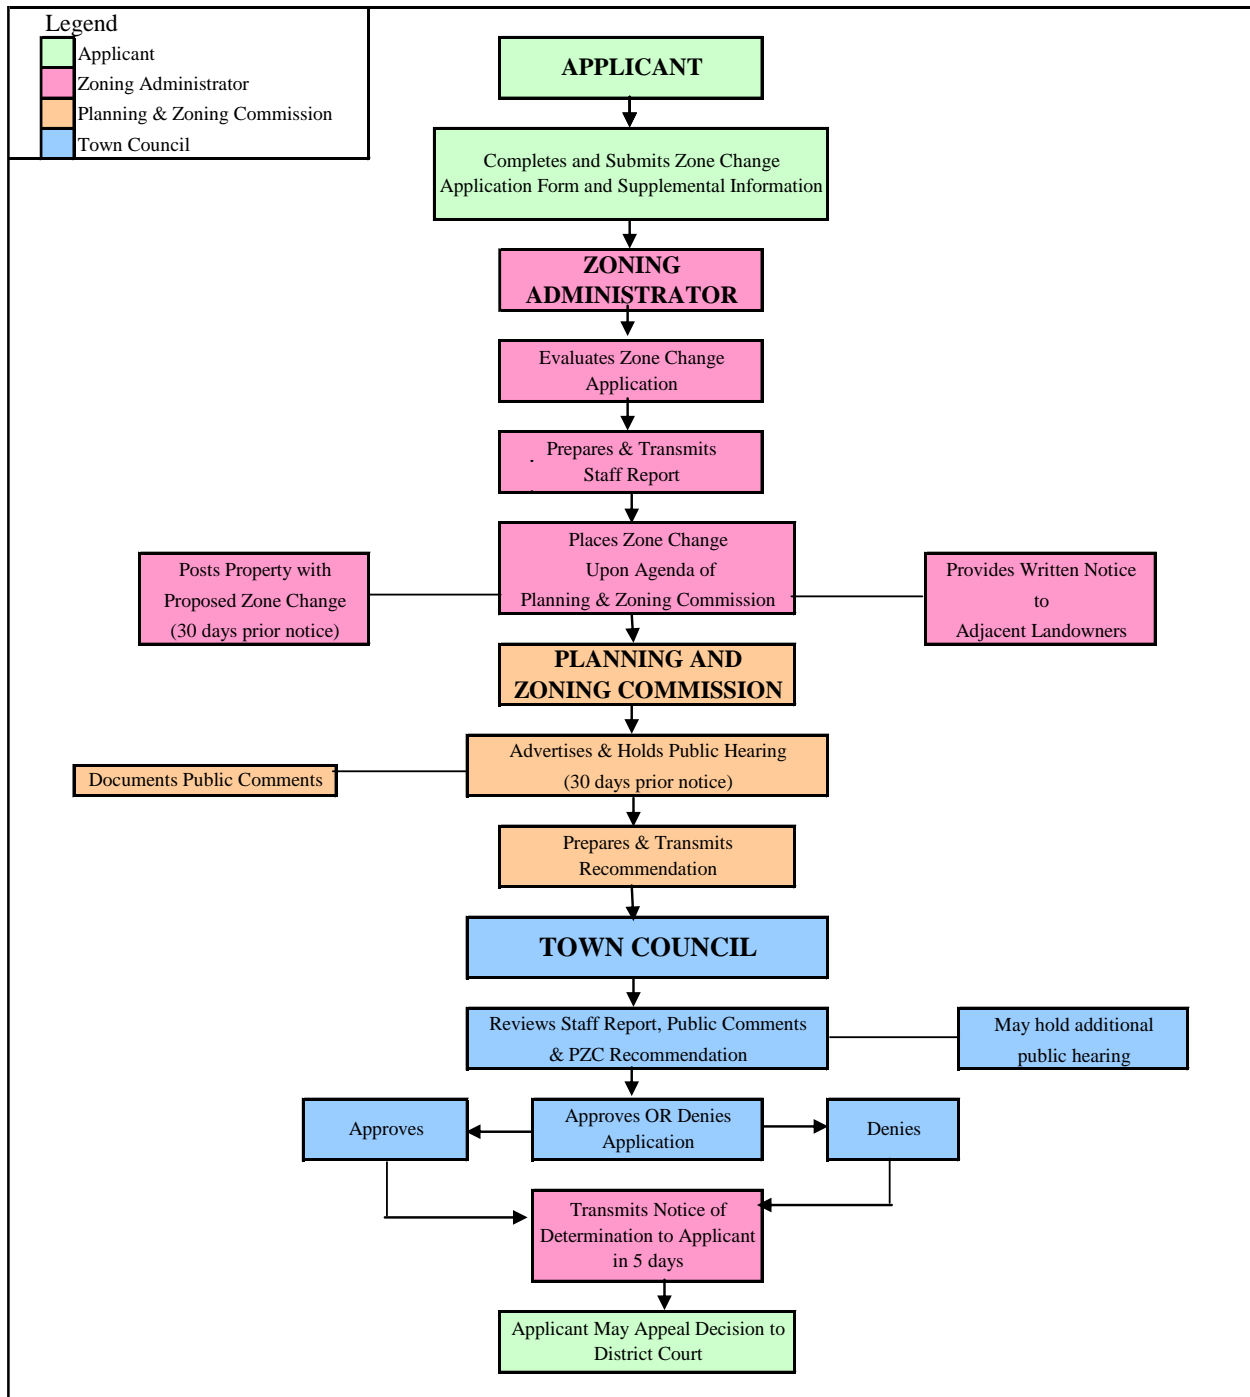 Legend
Applicant
Zoning Administrator
Planning & Zoning Commission
Town Council
APPLICANT
Completes and Submits Zone Change
Application Form and Supplemental Information
ZONING
ADMINISTRATOR
Evaluates Zone Change
Application
Prepares & Transmits
Staff Report
Places Zone Change
Upon Agenda of
Planning & Zoning Commission
Posts Property with
Proposed Zone Change
(30 days prior notice)
Provides Written Notice
to
Adjacent Landowners
PLANNING AND
ZONING COMMISSION
Advertises & Holds Public Hearing
(30 days prior notice)
Documents Public Comments
Prepares & Transmits
Recommendation
TOWN COUNCIL
Reviews Staff Report, Public Comments
& PZC Recommendation
May hold additional
public hearing
Approves
Approves OR Denies
Application
Denies
Transmits Notice of
Determination to Applicant
in 5 days
Applicant May Appeal Decision to
District Court